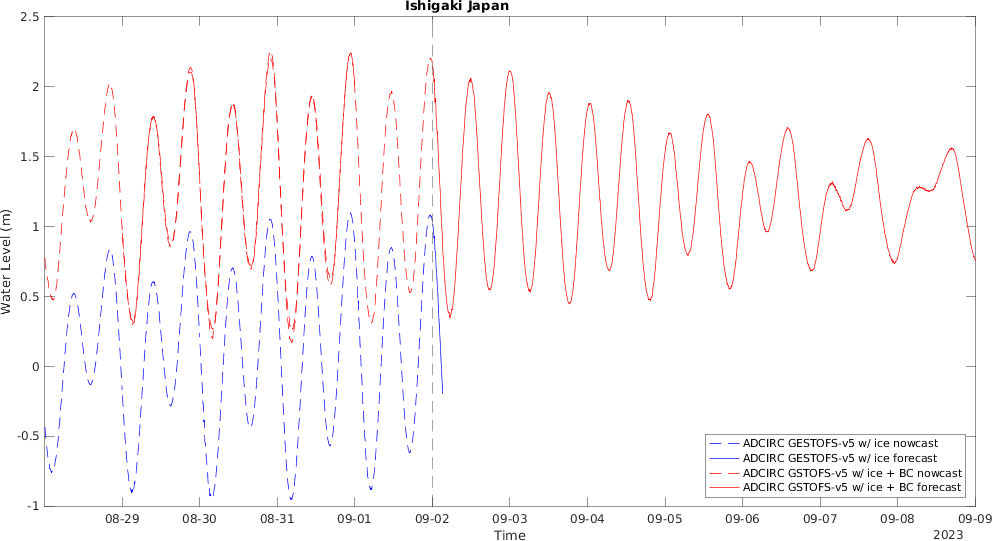 Ishigaki Japan
2.5
2
1.5
1
0.5
0
-0.5
-1
Water Level (m)
08-29 08-30 08-31 09-01 09-02 09-03 09-04 09-05 09-06 09-07 09-08 09-09
Time
2023
ADCIRC GESTOFS-v5 w/ ice nowcast
ADCIRC GESTOFS-v5 w/ ice forecast
ADCIRC GSTOFS-v5 w/ ice + BC nowcast
ADCIRC GSTOFS-v5 w/ ice + BC forecast